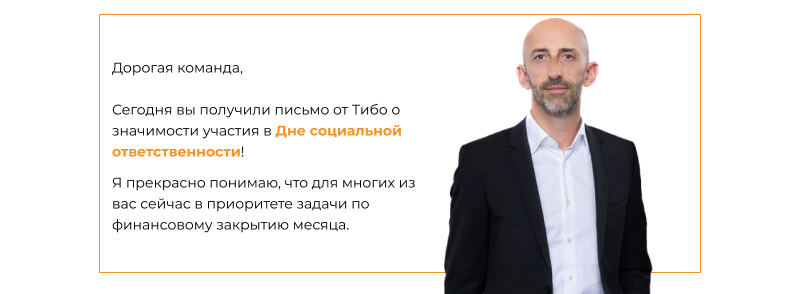 Дорогая команда,
Сегодня вы получили письмо от Тибо о
значимости участия в Дне социальной
ответственности!
Я прекрасно понимаю, что для многих из
вас сейчас в приоритете задачи по
финансовому закрытию месяца.